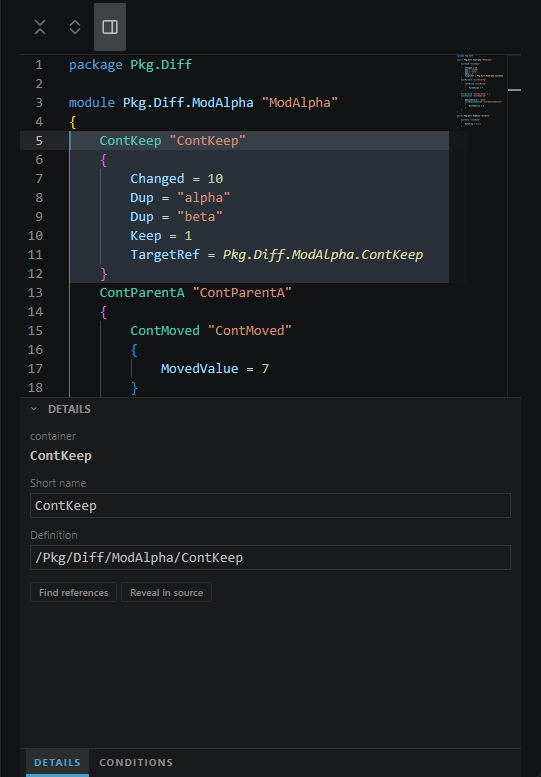 1 package Pkg.Diff
2
3 module Pkg.Diff.ModAlpha "ModAlpha"
4 {
5 ContKeep "ContKeep"
6 {
7 Changed = 10
8 Dup = "alpha"
9 Dup = "beta"
10 Keep = 1
11 TargetRef = Pkg.Diff.ModAlpha.ContKeep
12 }
13 ContParentA "ContParentA"
14 {
15 ContMoved "ContMoved"
16 {
17 MovedValue = 7
18 }
DETAILS
container
ContKeep
Short name
ContKeep
Definition
/Pkg/Diff/ModAlpha/ContKeep
Find references Reveal in source
DETAILS CONDITIONS